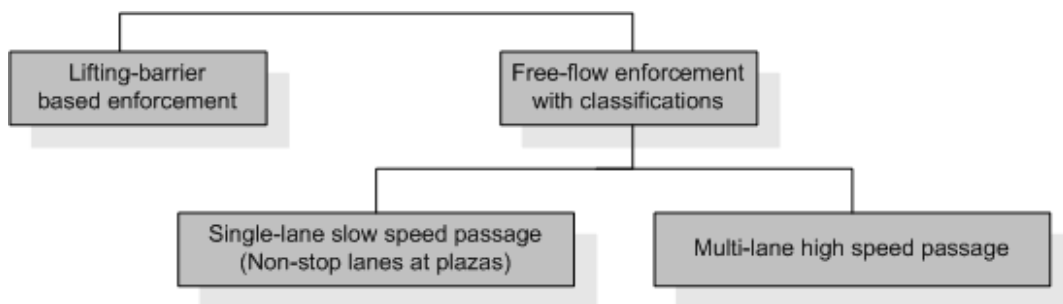 Lifting-barrier
based enforcement
Free-flow enforcement
with classifications
Single-lane slow speed passage
(Non-stop lanes at plazas)
Multi-lane high speed passage